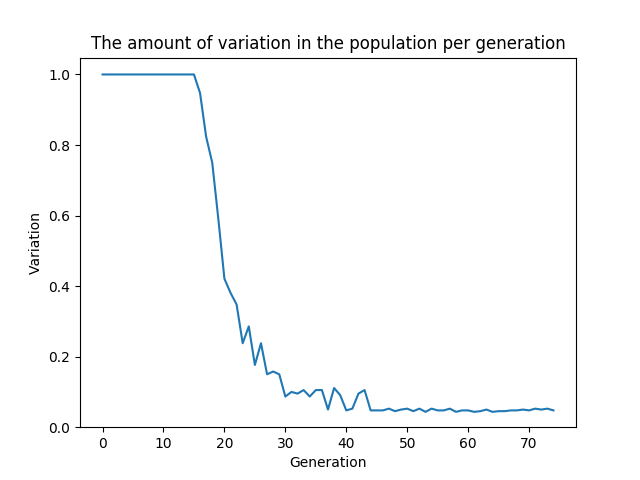 The amount of variation in the population per generation
1.0
0.8
0.6
0.4
0.2
0.0
Variation
0 10 20 30 40 50 60 70
Generation